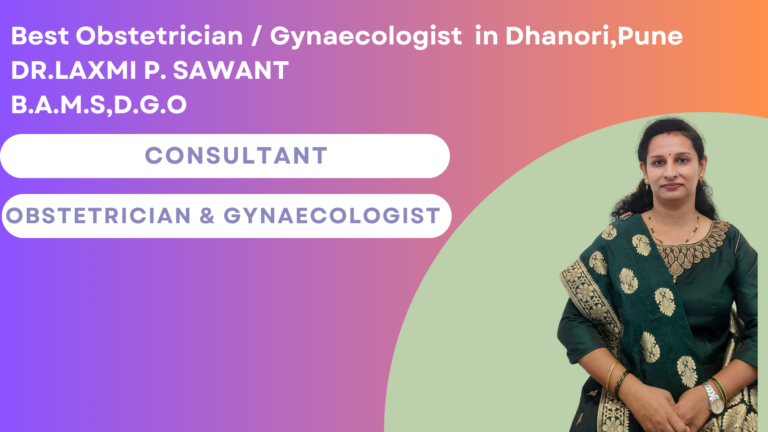 Best Obstetrician / Gynaecologist in Dhanori,Pune
DR.LAXMI P. SAWANT
B.A.M.S,D.G.O
CONSULTANT
OBSTETRICIAN & GYNAECOLOGIST